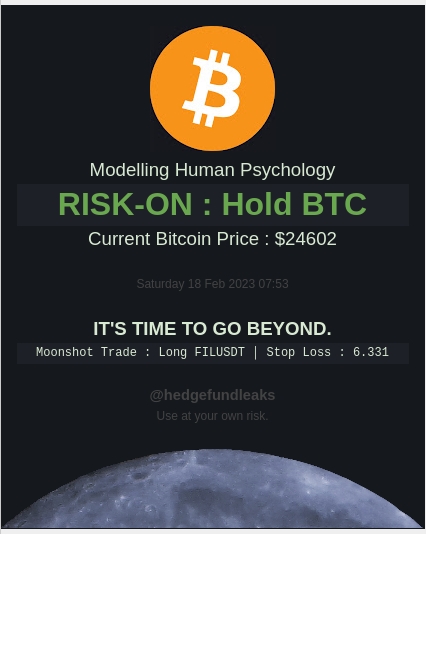 Modelling Human Psychology
RISK-ON : Hold BTC
Current Bitcoin Price : $24602
Saturday 18 Feb 2023 07:53
IT'S TIME TO GO BEYOND.
Moonshot Trade : Long FILUSDT | Stop Loss : 6.331
@hedgefundleaks
Use at your own risk.